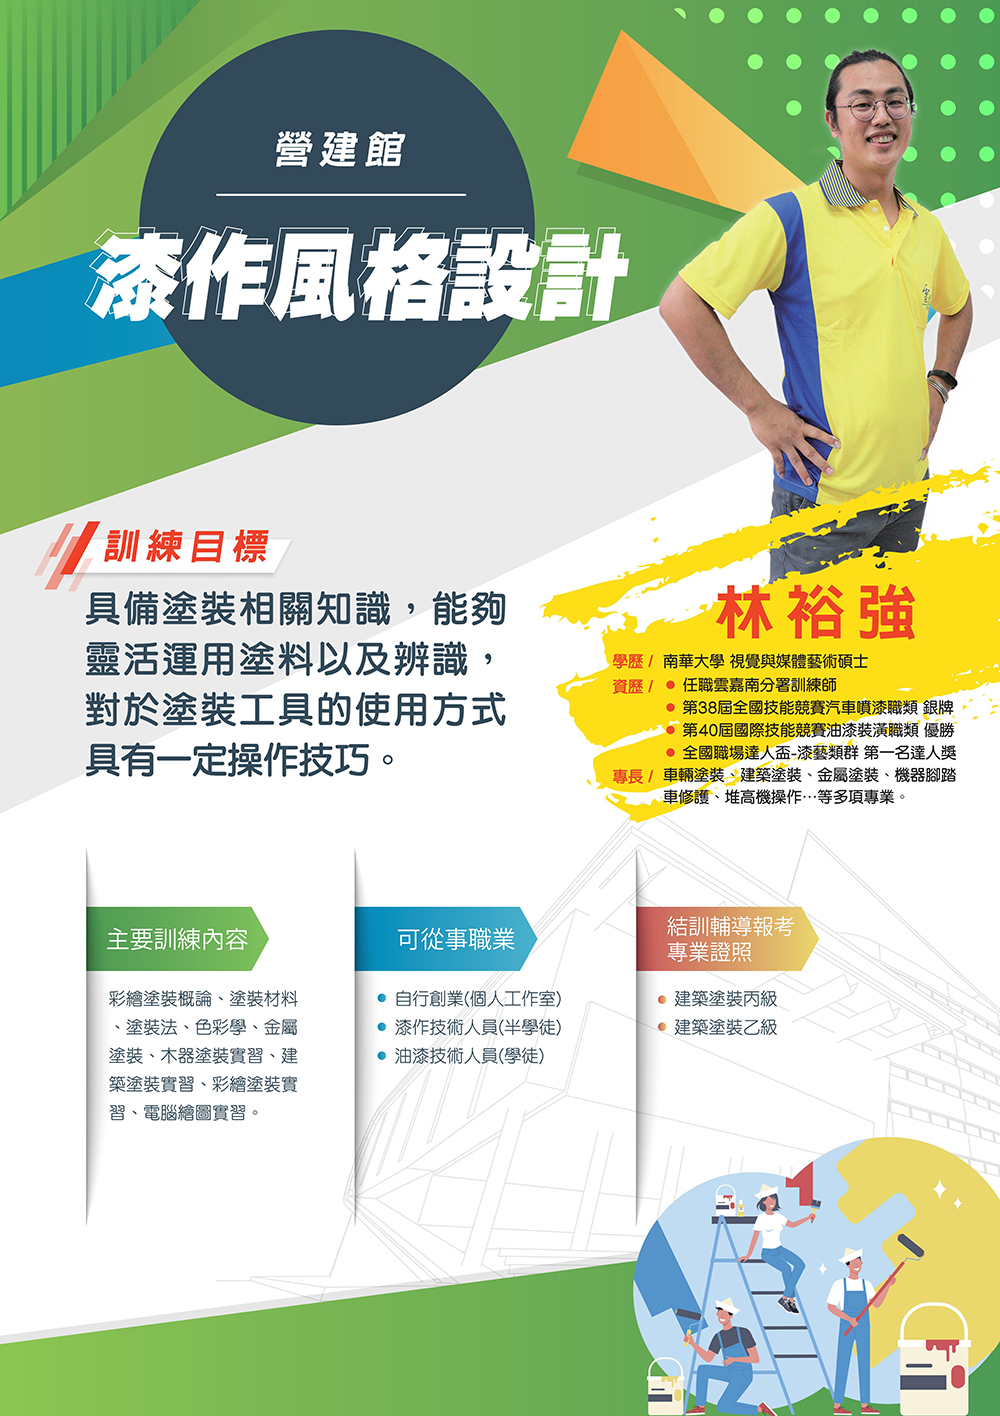 營建館
漆作風格設計
訓練目標
具備塗裝相關知識，能夠
靈活運用塗料以及辨識，
對於塗裝工具的使用方式
具有一定操作技巧。
林裕強
學歷 / 南華大學 視覺與媒體藝術碩士
資歷 / ● 任職雲嘉南分署訓練師
● 第38屆全國技能競賽汽車噴漆職類 銀牌
● 第40屆國際技能競賽油漆裝潢職類 優勝
● 全國職場達人盃-漆藝類群 第一名達人獎
專長 / 車輛塗裝、建築塗裝、金屬塗裝、機器腳踏
車修護、堆高機操作…等多項專業。
主要訓練內容
彩繪塗裝概論、塗裝材料
、塗裝法、色彩學、金屬
塗裝、木器塗裝實習、建
築塗裝實習、彩繪塗裝實
習、電腦繪圖實習。
可從事職業
● 自行創業(個人工作室)
● 漆作技術人員(半學徒)
● 油漆技術人員(學徒)
結訓輔導報考
專業證照
● 建築塗裝丙級
● 建築塗裝乙級